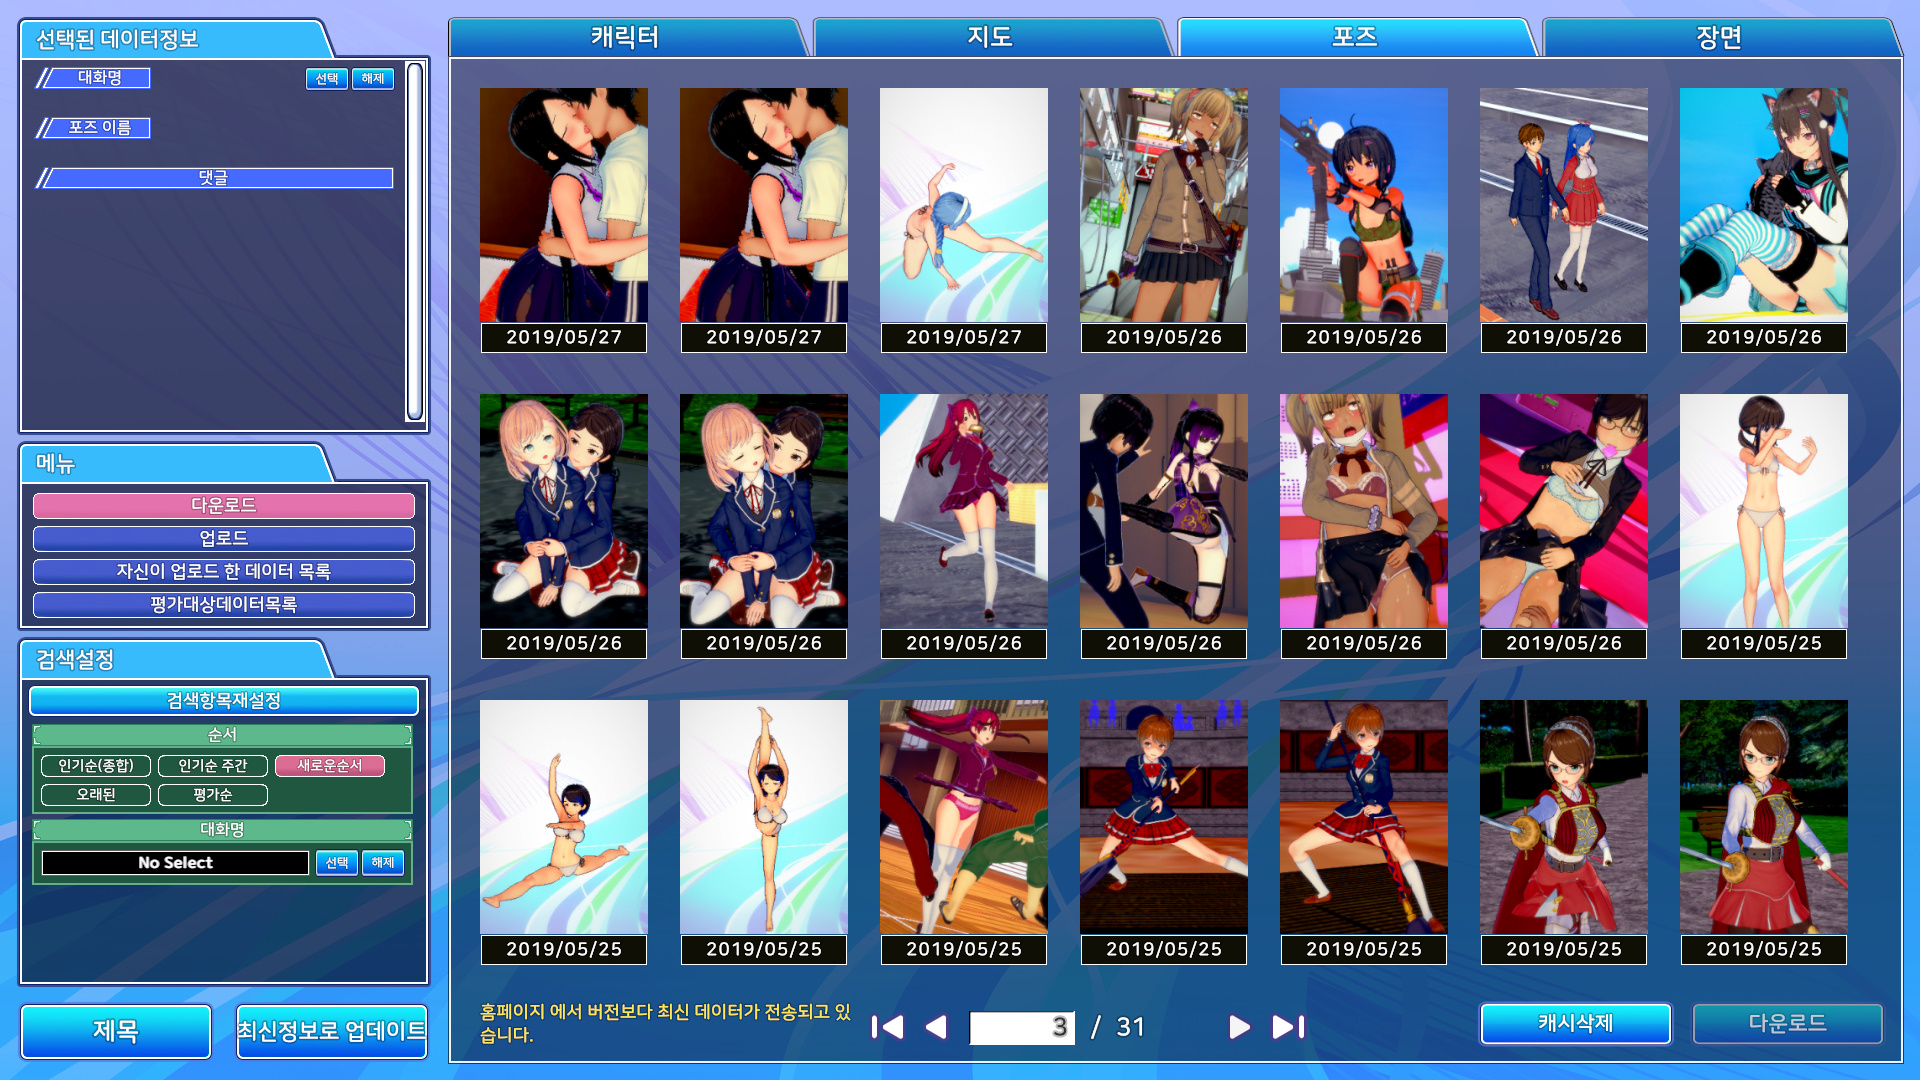 선택된 데이터정보
대화명
선택
해제
포즈 이름
댓글
메뉴
다운로드
업로드
자신이 업로드 한 데이터 목록
평가대상데이터목록
검색설정
검색항목재설정
순서
인기순(종합)
인기순 주간
새로운순서
오래된
평가순
대화명
No Select
선택
해제
제목
최신정보로 업데이트
캐릭터
지도
포즈
장면
2019/05/27
2019/05/27
2019/05/27
2019/05/26
2019/05/26
2019/05/26
2019/05/26
2019/05/26
2019/05/26
2019/05/26
2019/05/26
2019/05/26
2019/05/26
2019/05/25
2019/05/25
2019/05/25
2019/05/25
2019/05/25
2019/05/25
2019/05/25
2019/05/25
홈페이지 에서 버전보다 최신 데이터가 전송되고 있
습니다.
3 / 31
캐시삭제
다운로드